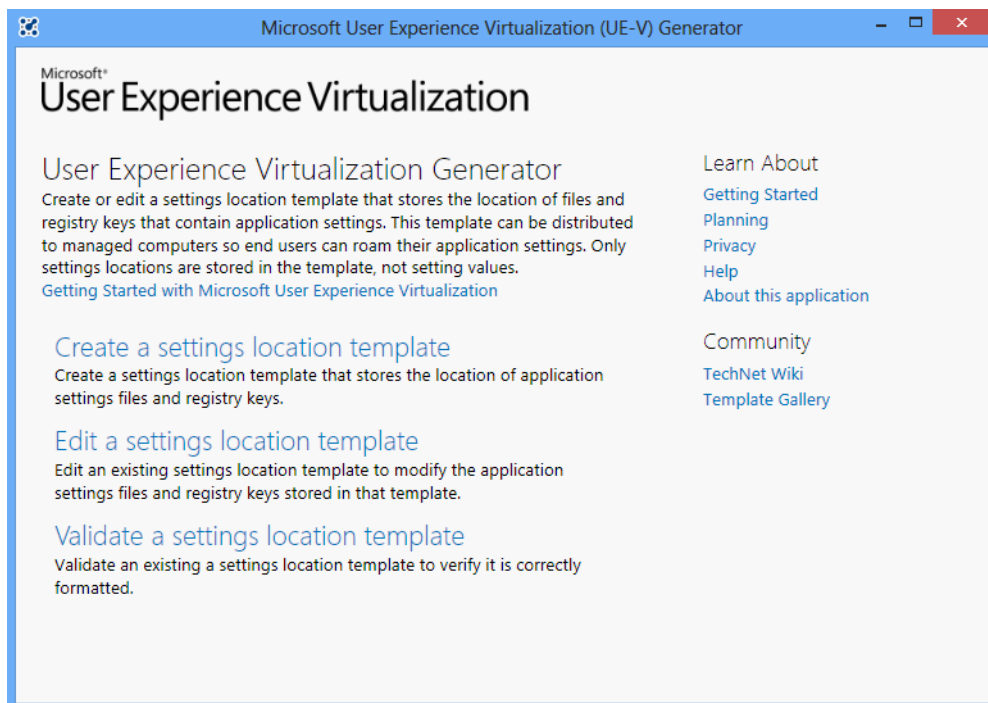 Microsoft User Experience Virtualization (UE-V) Generator
Microsoft®
User Experience Virtualization
User Experience Virtualization Generator
Create or edit a settings location template that stores the location of files and
registry keys that contain application settings. This template can be distributed
to managed computers so end users can roam their application settings. Only
settings locations are stored in the template, not setting values.
Getting Started with Microsoft User Experience Virtualization
Create a settings location template
Create a settings location template that stores the location of application
settings files and registry keys.
Edit a settings location template
Edit an existing settings location template to modify the application
settings files and registry keys stored in that template.
Validate a settings location template
Validate an existing a settings location template to verify it is correctly
formatted.
Learn About
Getting Started
Planning
Privacy
Help
About this application
Community
TechNet Wiki
Template Gallery